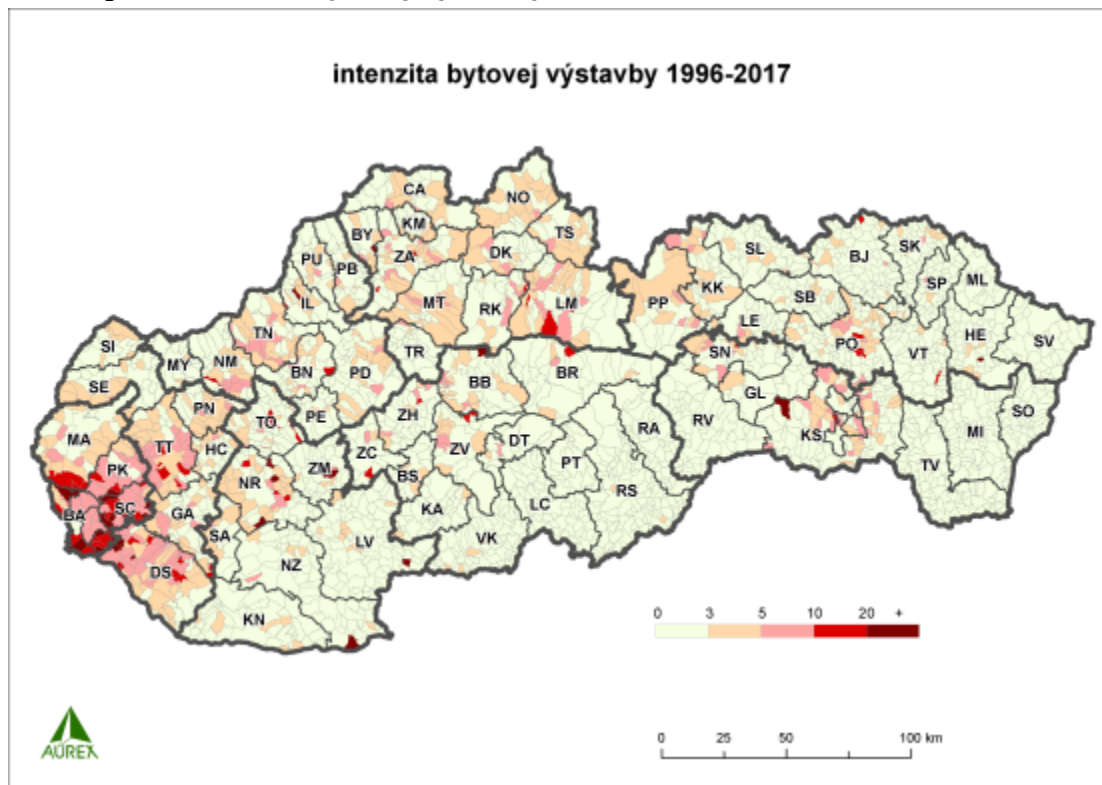 intenzita bytovej výstavby 1996-2017
CA
NO
KM
TS
BY
ZA
DK
SL
BJ
SK
PU
PB
SP
ML
IL
MT
RK
LM
PP
KK
SB
TN
LE
PO
HE
SV
SI
MY
NM
BN
PD
TR
SN
VT
SE
BB
BR
GL
PN
PE
ZH
RV
SO
MA
TO
RA
KS
MI
TT
HC
ZM
ZC
ZV
DT
PT
TV
PK
NR
BS
RS
BA
SC
GA
SA
KA
LC
LV
VK
NZ
DS
KN
0 3 5 10 20 +
AUREX
0 25 50 100 km